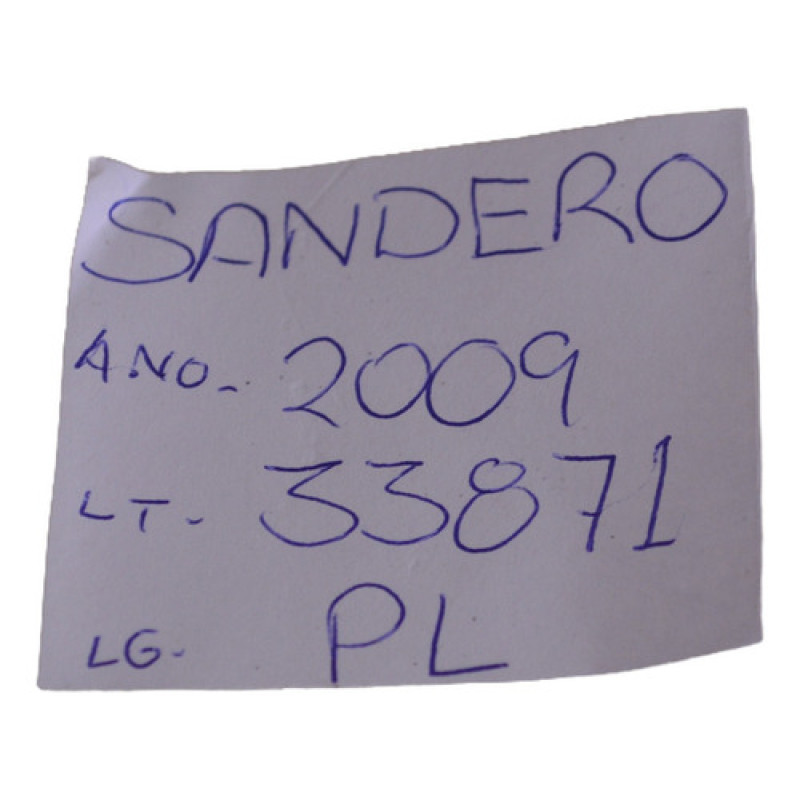 SANDERO
ANO- 2009
LT- 33871
LG- PL